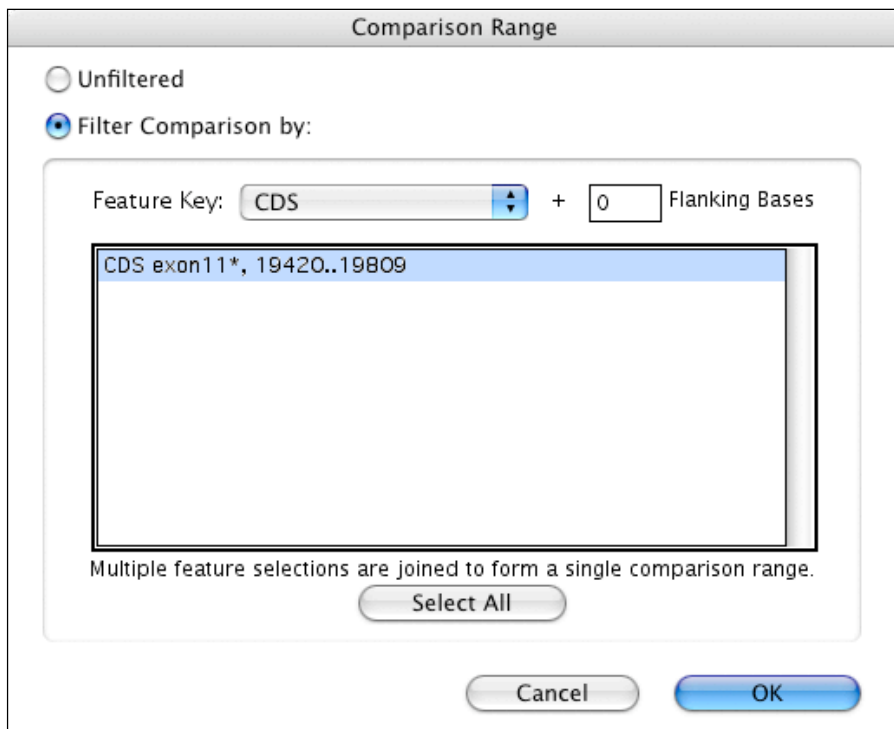 Comparison Range
Unfiltered
Filter Comparison by:
Feature Key: CDS + 0 Flanking Bases
CDS exon11*, 19420..19809
Multiple feature selections are joined to form a single comparison range.
Select All
Cancel OK